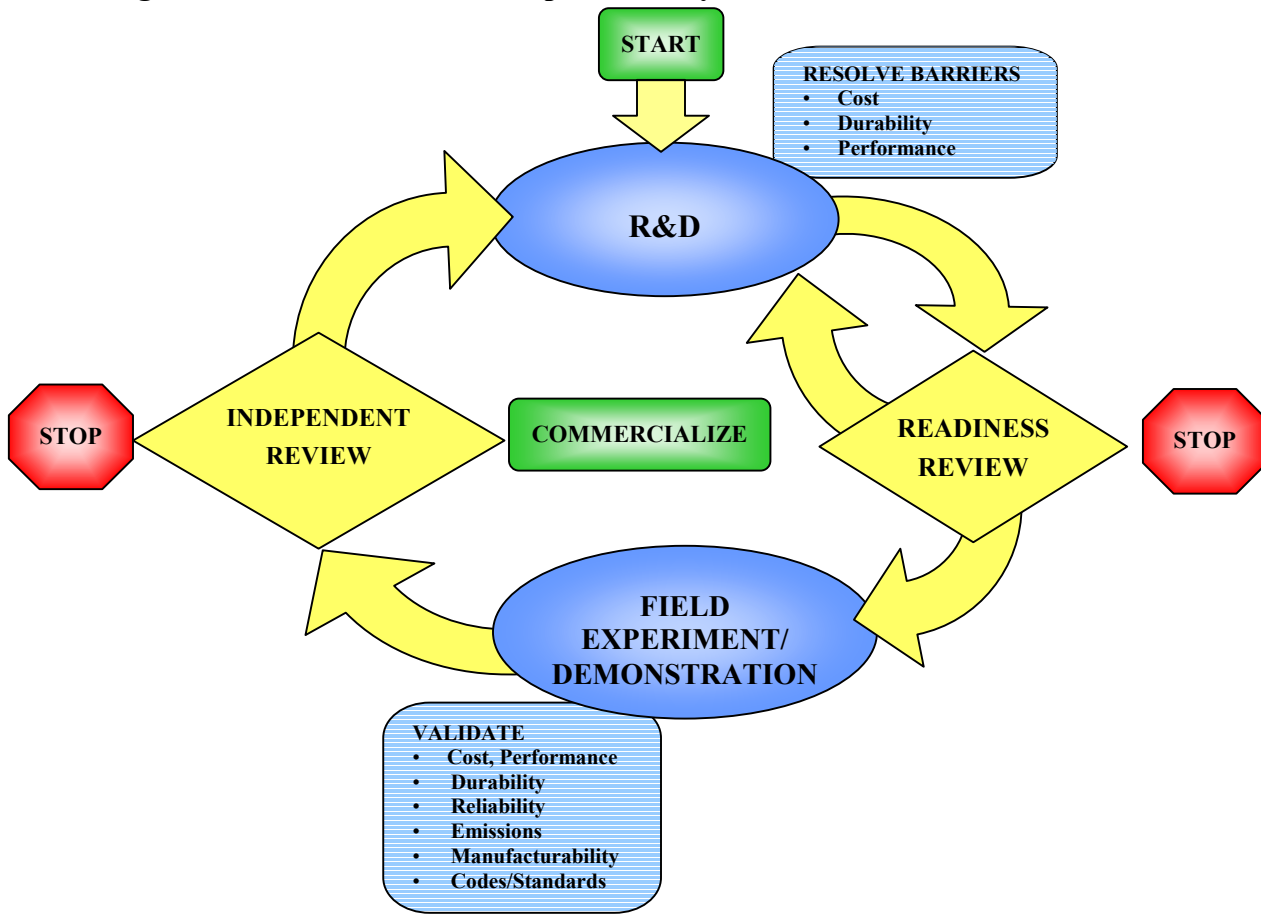 START
RESOLVE BARRIERS
• Cost
• Durability
• Performance
R&D
STOP
INDEPENDENT
REVIEW
COMMERCIALIZE
READINESS
REVIEW
STOP
FIELD
EXPERIMENT/
DEMONSTRATION
VALIDATE
• Cost, Performance
• Durability
• Reliability
• Emissions
• Manufacturability
• Codes/Standards